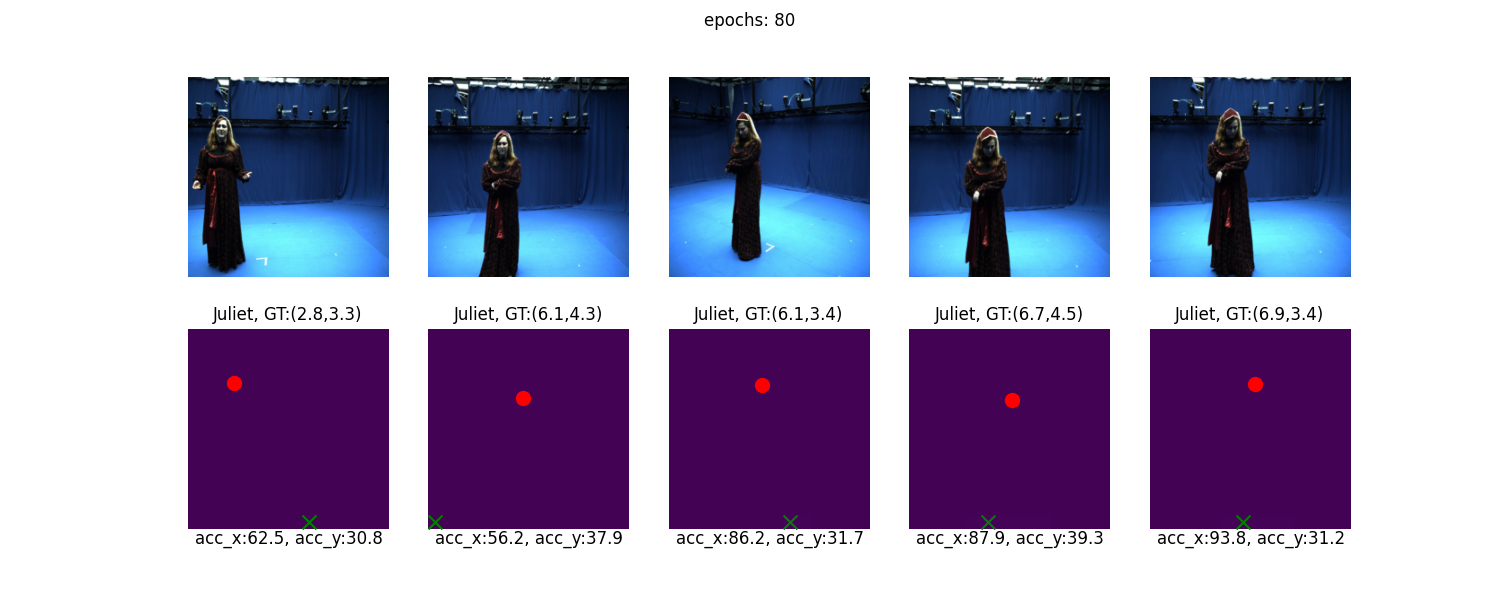 epochs: 80
Juliet, GT:(2.8,3.3)
Juliet, GT:(6.1,4.3)
Juliet, GT:(6.1,3.4)
Juliet, GT:(6.7,4.5)
Juliet, GT:(6.9,3.4)
acc_x:62.5, acc_y:30.8
acc_x:56.2, acc_y:37.9
acc_x:86.2, acc_y:31.7
acc_x:87.9, acc_y:39.3
acc_x:93.8, acc_y:31.2